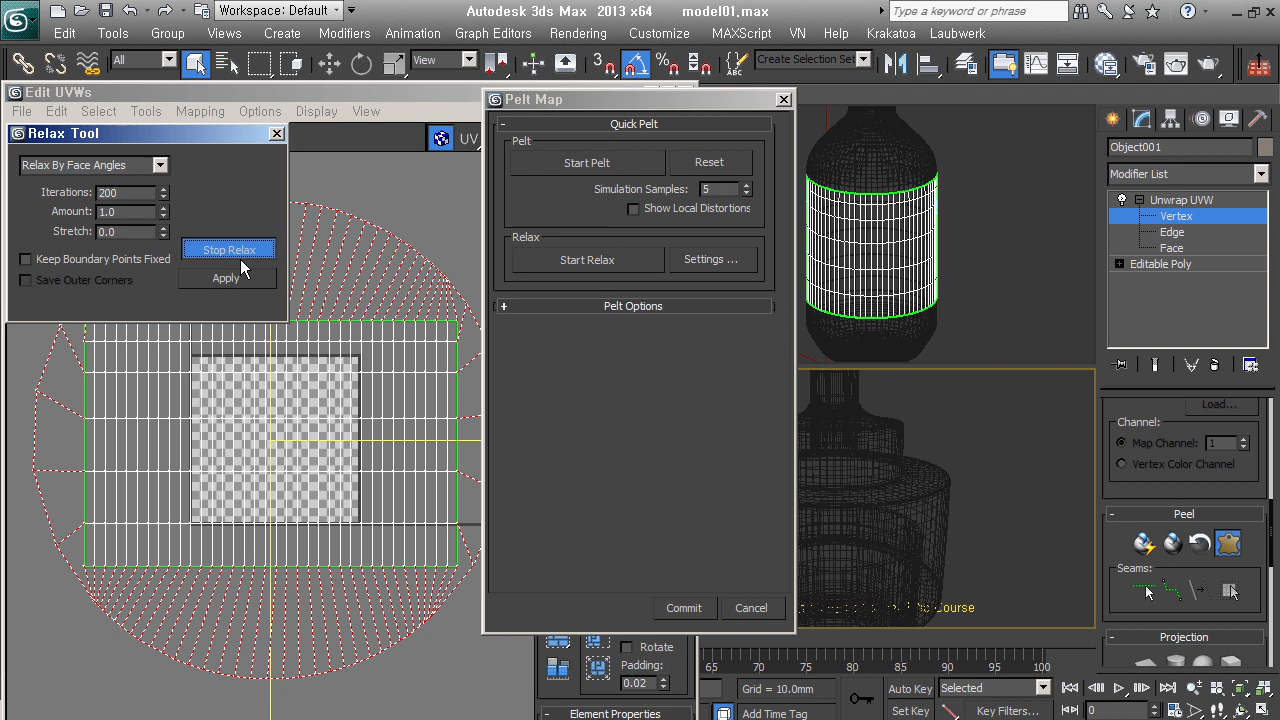 Workspace: Default
Autodesk 3ds Max 2013 x64 model01.max
Type a keyword or phrase
Edit Tools Group Views Create Modifiers Animation Graph Editors Rendering Customize MAXScript VN Help Krakatoa Laubwerk
All
View
3
Create Selection Set
Edit UVWs
File Edit Select Tools Mapping Options Display View
Relax Tool
UV
Relax By Face Angles
Iterations: 200
Amount: 1.0
Stretch: 0.0
Stop Relax
Keep Boundary Points Fixed
Apply
Save Outer Corners
Pelt Map
- Quick Pelt
Pelt
Start Pelt Reset
Simulation Samples: 5
Show Local Distortions
Relax
Start Relax Settings ...
+ Pelt Options
Commit Cancel
Rotate
Padding:
0.02
Element Properties
Course
Object001
Modifier List
Unwrap UVW
Vertex
Edge
Face
Editable Poly
Load...
Channel:
Map Channel: 1
Vertex Color Channel
- Peel
Seams:
- Projection
65 70 75 80 85 90 95 100
Grid = 10.0mm
Auto Key Selected
Add Time Tag
Set Key Key Filters... 0